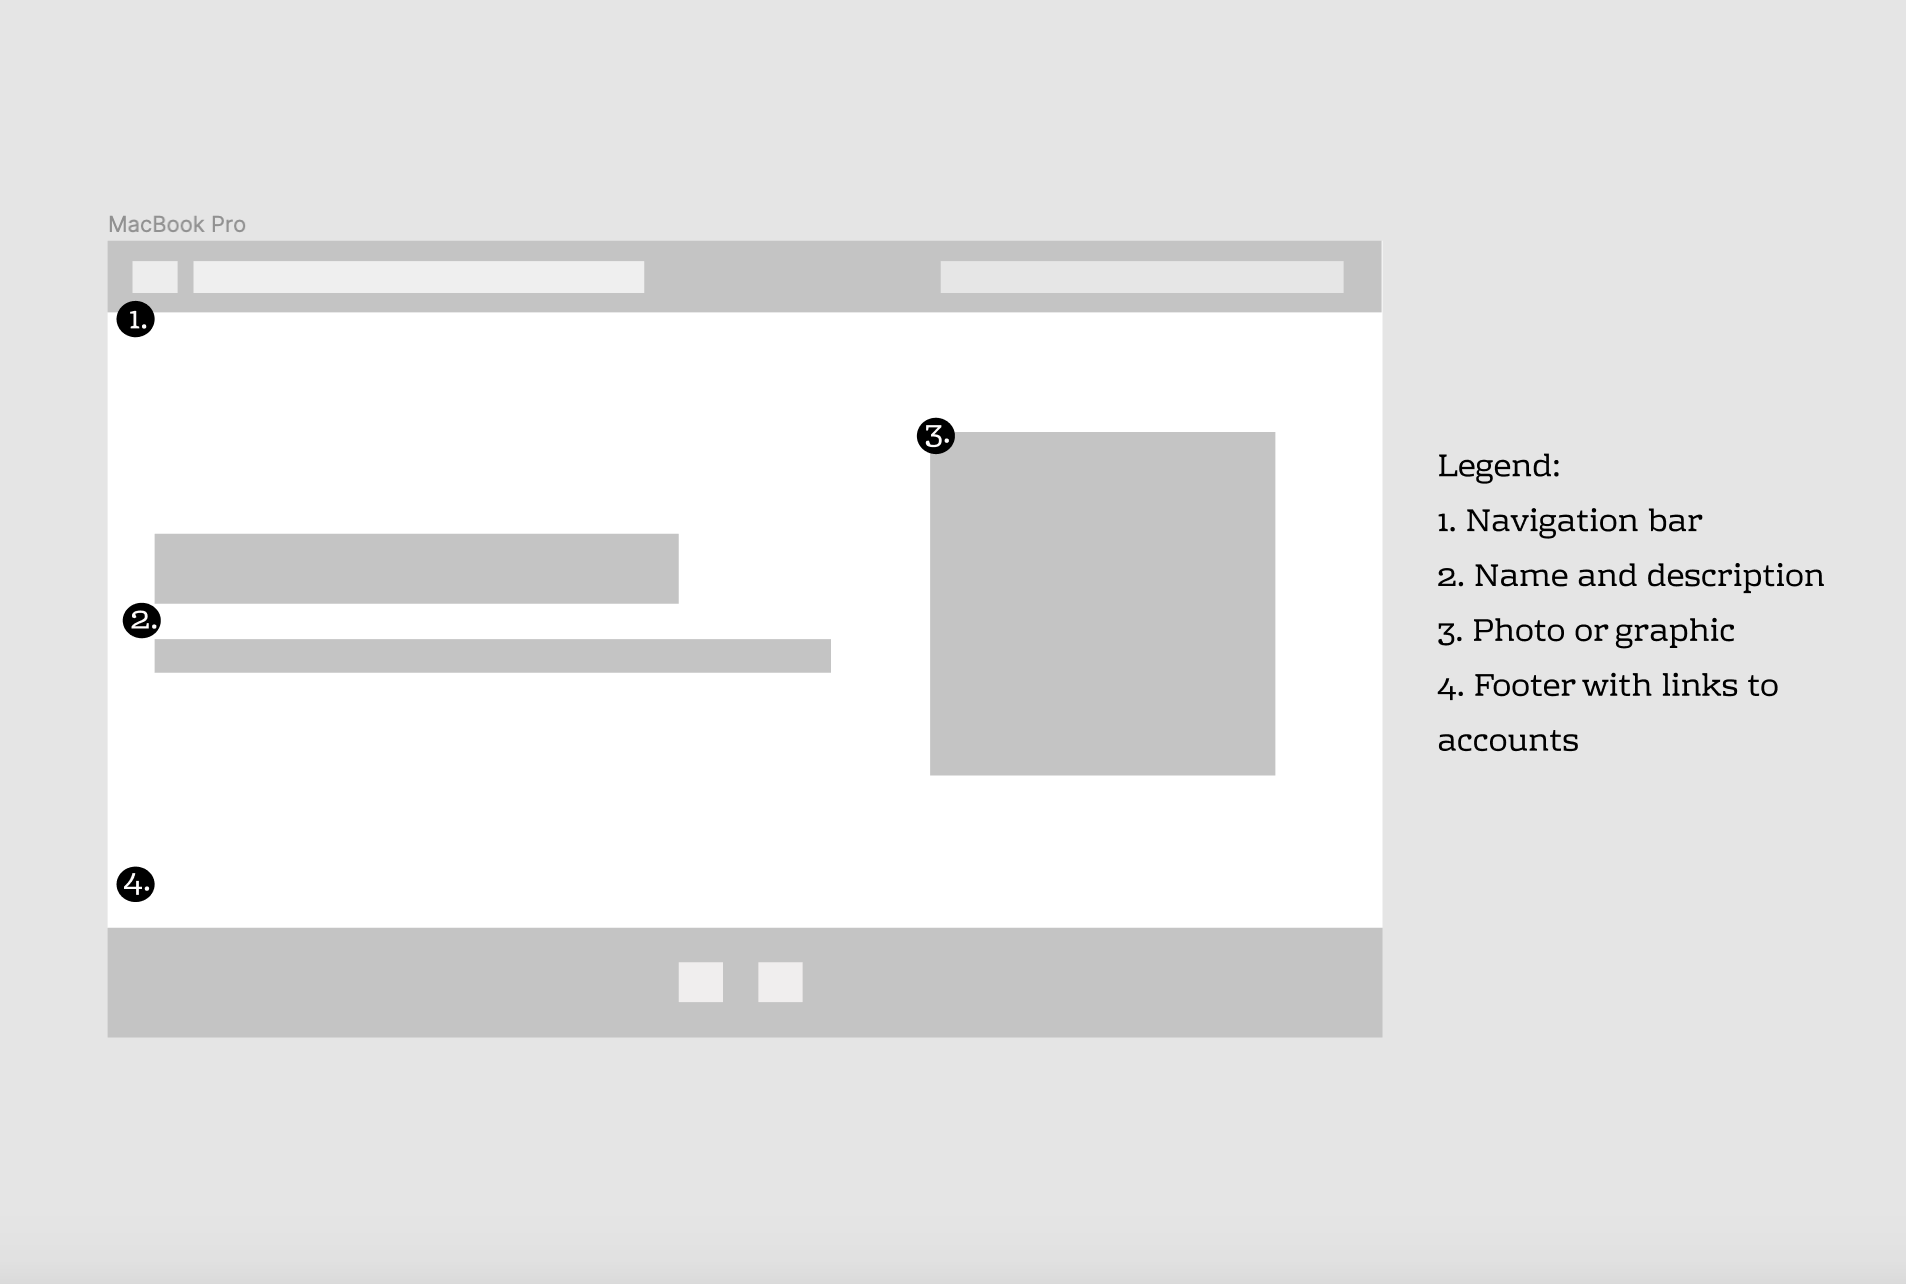 MacBook Pro
1.
3.
2.
4.
Legend:
1. Navigation bar
2. Name and description
3. Photo or graphic
4. Footer with links to
accounts